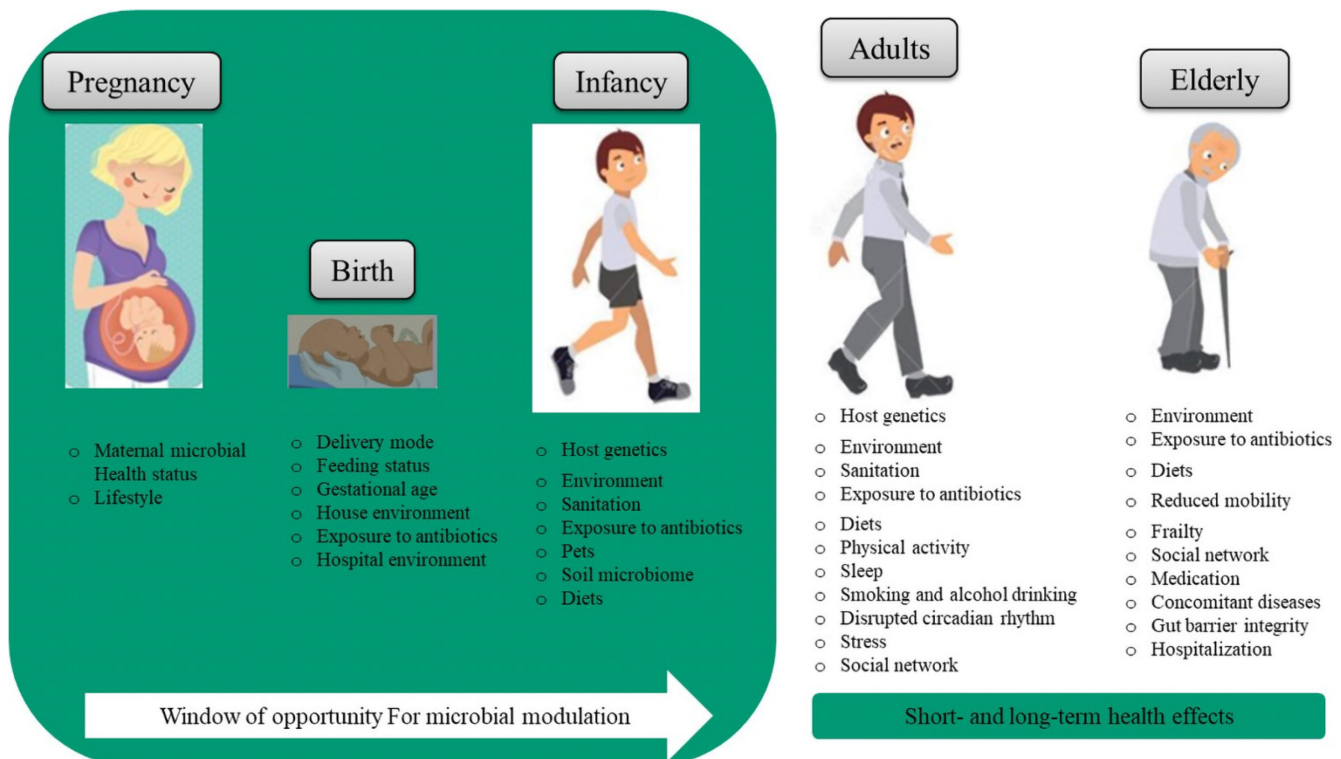 Pregnancy
Maternal microbial
Health status
Lifestyle
Birth
Delivery mode
Feeding status
Gestational age
House environment
Exposure to antibiotics
Hospital environment
Infancy
Host genetics
Environment
Sanitation
Exposure to antibiotics
Pets
Soil microbiome
Diets
Window of opportunity For microbial modulation
Adults
Host genetics
Environment
Sanitation
Exposure to antibiotics
Diets
Physical activity
Sleep
Smoking and alcohol drinking
Disrupted circadian rhythm
Stress
Social network
Elderly
Environment
Exposure to antibiotics
Diets
Reduced mobility
Frailty
Social network
Medication
Concomitant diseases
Gut barrier integrity
Hospitalization
Short- and long-term health effects